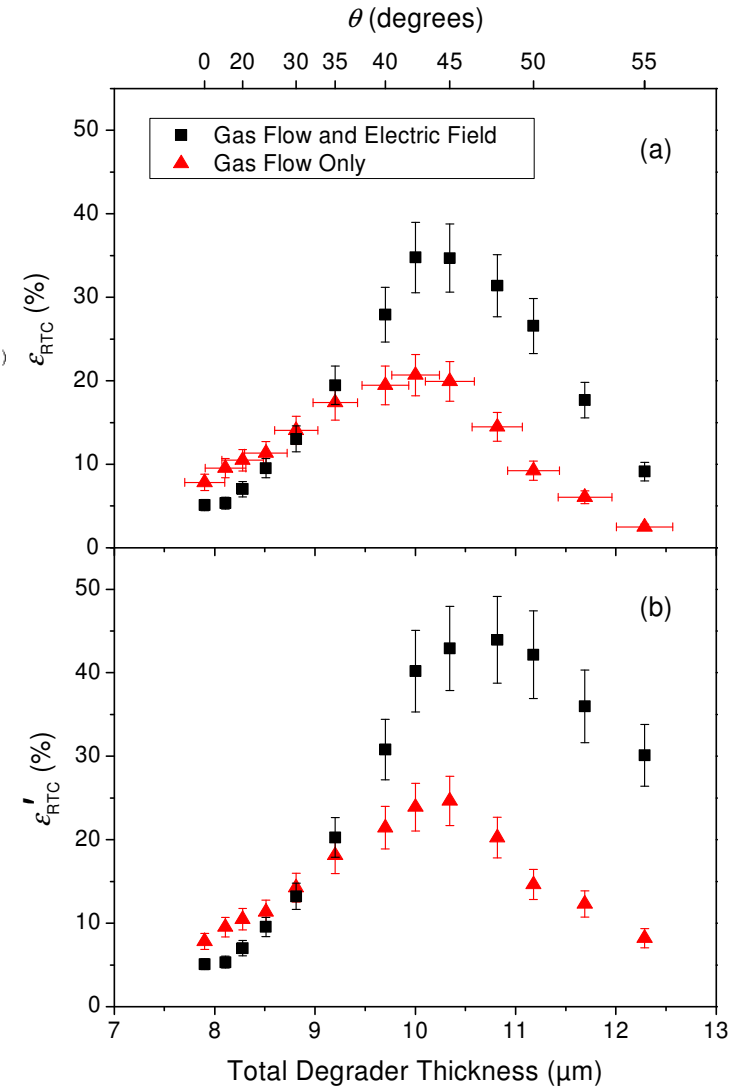 θ (degrees)
0 20 30 35 40 45 50 55
50
Gas Flow and Electric Field
(a)
Gas Flow Only
40
30
ε_RTC (%)
)
20
10
0
50
(b)
40
30
ε'_RTC (%)
20
10
0
7 8 9 10 11 12 13
Total Degrader Thickness (µm)